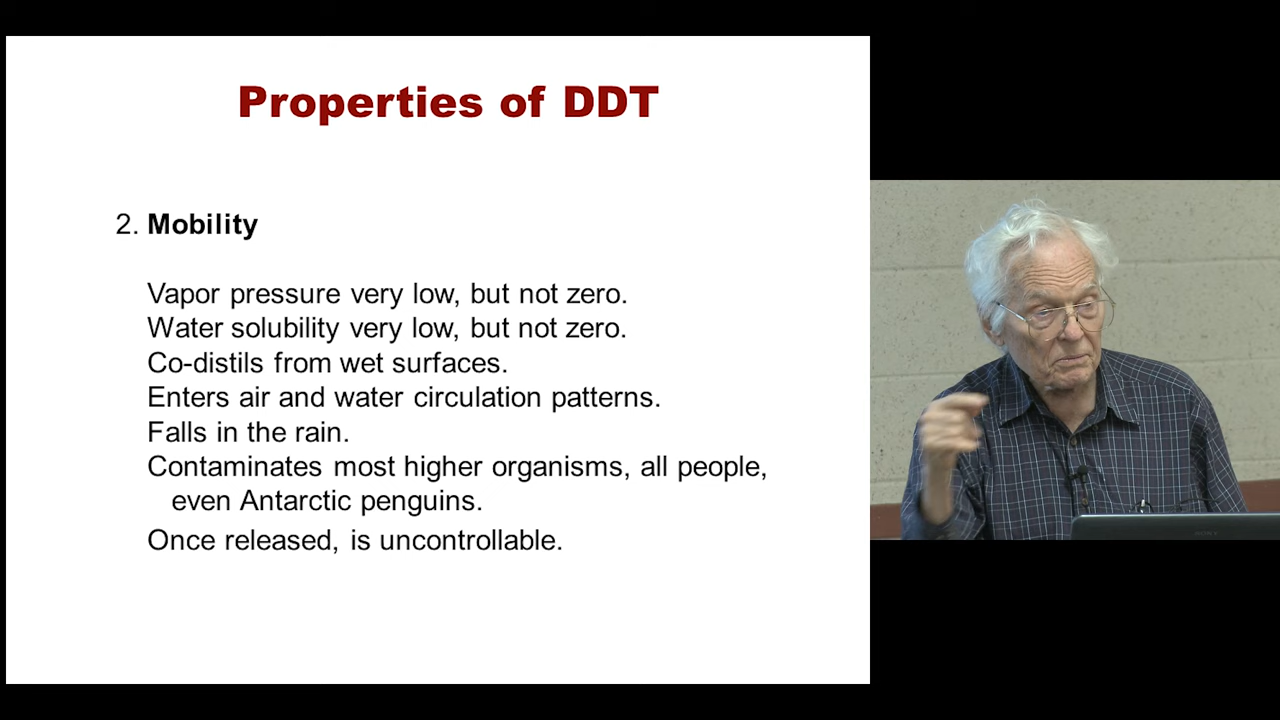 Properties of DDT
2. Mobility
Vapor pressure very low, but not zero.
Water solubility very low, but not zero.
Co-distils from wet surfaces.
Enters air and water circulation patterns.
Falls in the rain.
Contaminates most higher organisms, all people,
even Antarctic penguins.
Once released, is uncontrollable.
SONY